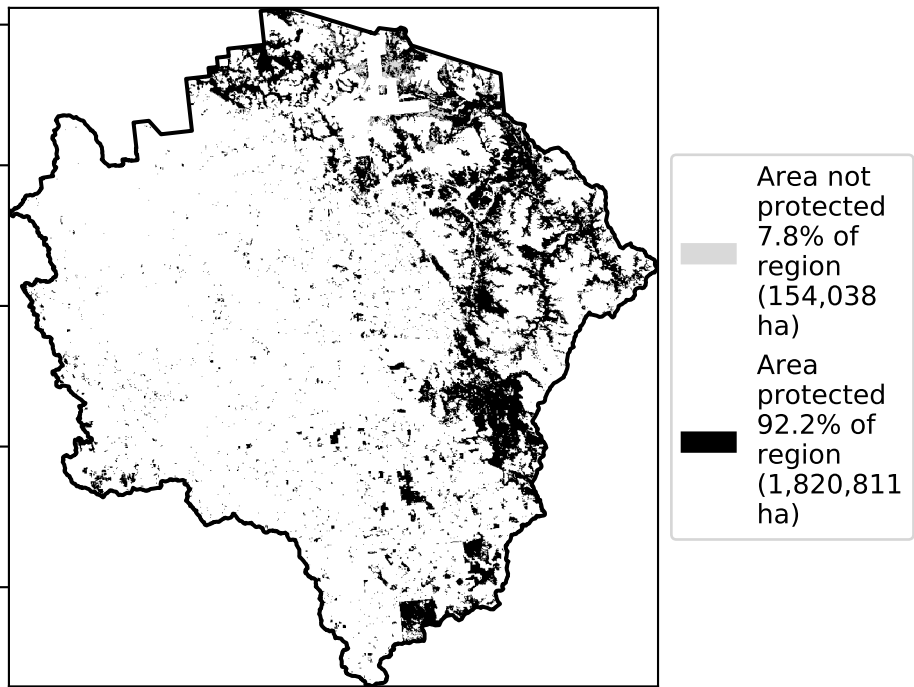 Area not
protected
7.8% of
region
(154,038
ha)
Area
protected
92.2% of
region
(1,820,811
ha)